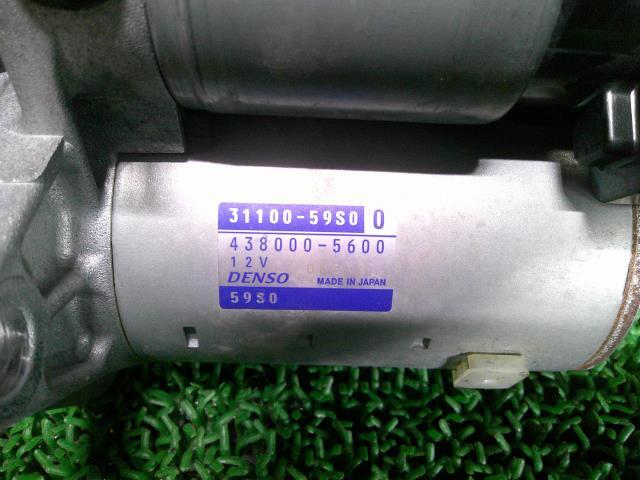 31100-59S0 0
438000-5600
12V
DENSO MADE IN JAPAN
59S0